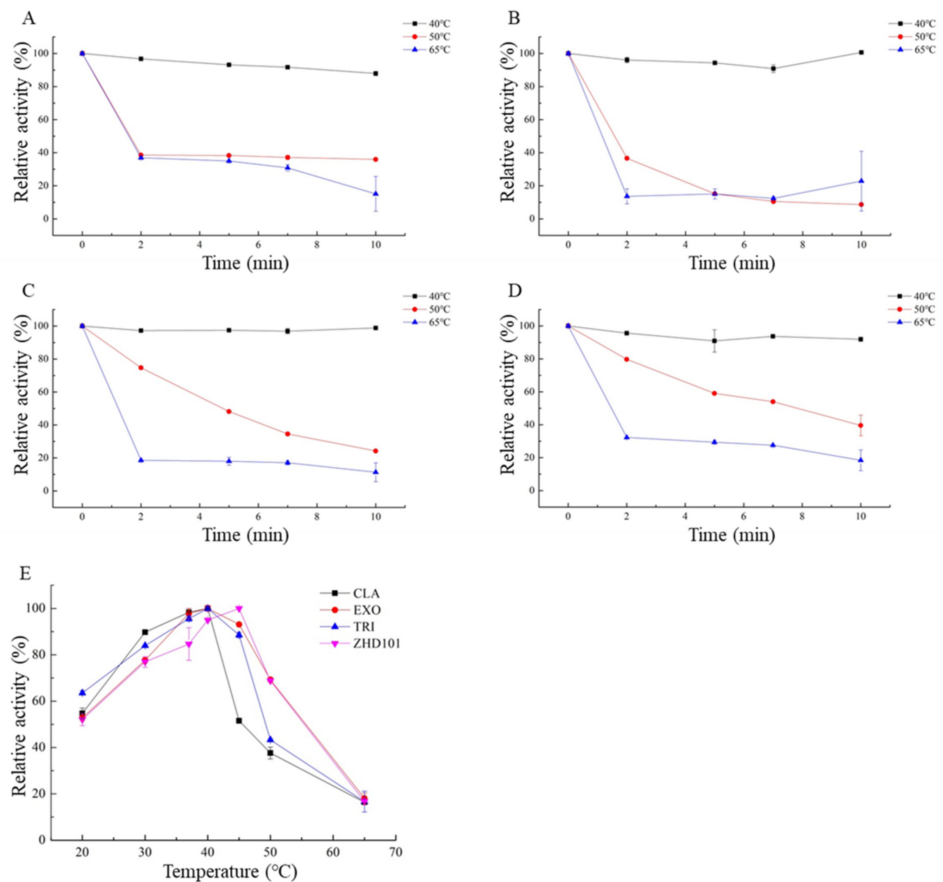 A
40℃
50℃
65℃
Relative activity (%)
100
80
60
40
20
0
0 2 4 6 8 10
Time (min)
B
40℃
50℃
65℃
Relative activity (%)
100
80
60
40
20
0
0 2 4 6 8 10
Time (min)
C
40℃
50℃
65℃
Relative activity (%)
100
80
60
40
20
0
0 2 4 6 8 10
Time (min)
D
40℃
50℃
65℃
Relative activity (%)
100
80
60
40
20
0
0 2 4 6 8 10
Time (min)
E
CLA
EXO
TRI
ZHD101
Relative activity (%)
100
80
60
40
20
0
20 30 40 50 60 70
Temperature (℃)